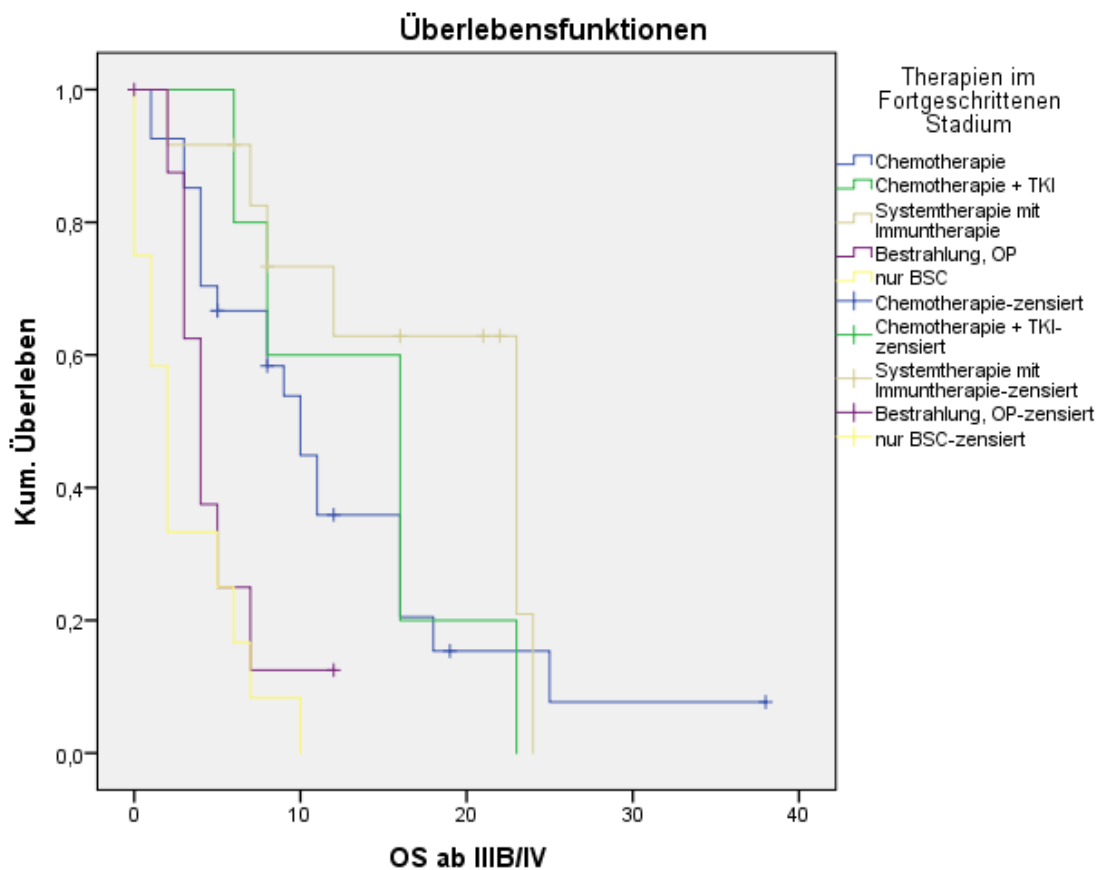 Überlebensfunktionen
Kum. Überleben
1,0
0,8
0,6
0,4
0,2
0,0
0
10
20
30
40
OS ab IIIB/IV
Therapien im
Fortgeschrittenen
Stadium
Chemotherapie
Chemotherapie + TKI
Systemtherapie mit
Immuntherapie
Bestrahlung, OP
nur BSC
Chemotherapie-zensiert
Chemotherapie + TKI-
zensiert
Systemtherapie mit
Immuntherapie-zensiert
Bestrahlung, OP-zensiert
nur BSC-zensiert